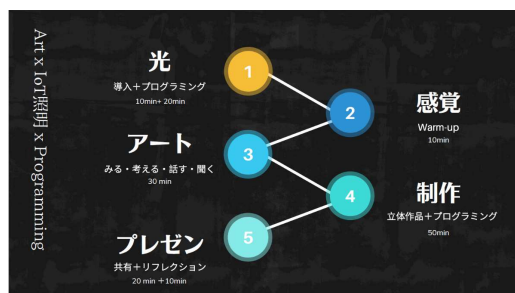 Art x IoT照明 x Programming
光
導入＋プログラミング
10min+ 20min
1
2
感覚
Warm-up
10min
アート
みる・考える・話す・聞く
30 min
3
4
制作
立体作品＋プログラミング
50min
プレゼン
共有＋リフレクション
20 min ＋10min
5